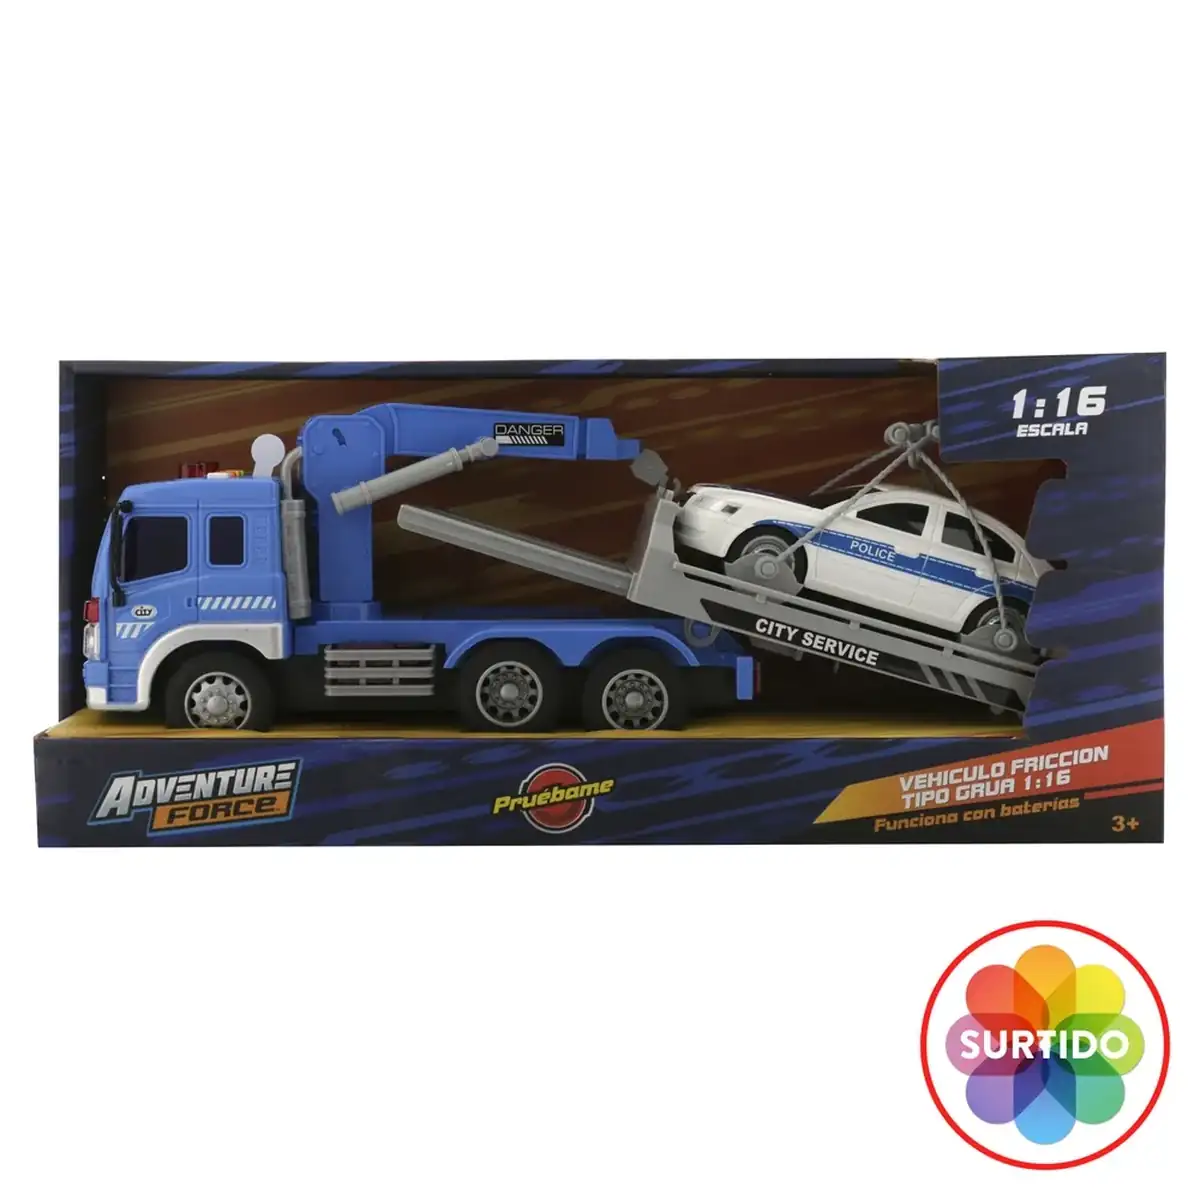 1:16
ESCALA
DANGER
POLICE
city
CITY SERVICE
ADVENTURE
FORCE
Pruébame
VEHICULO FRICCION
TIPO GRUA 1:16
Funciona con baterías
3+
SURTIDO